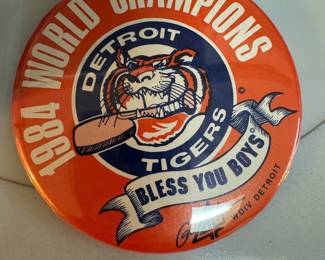 1984 WORLD CHAMPIONS
DETROIT
TIGERS
©
BLESS YOU BOYS
WDIV DETROIT